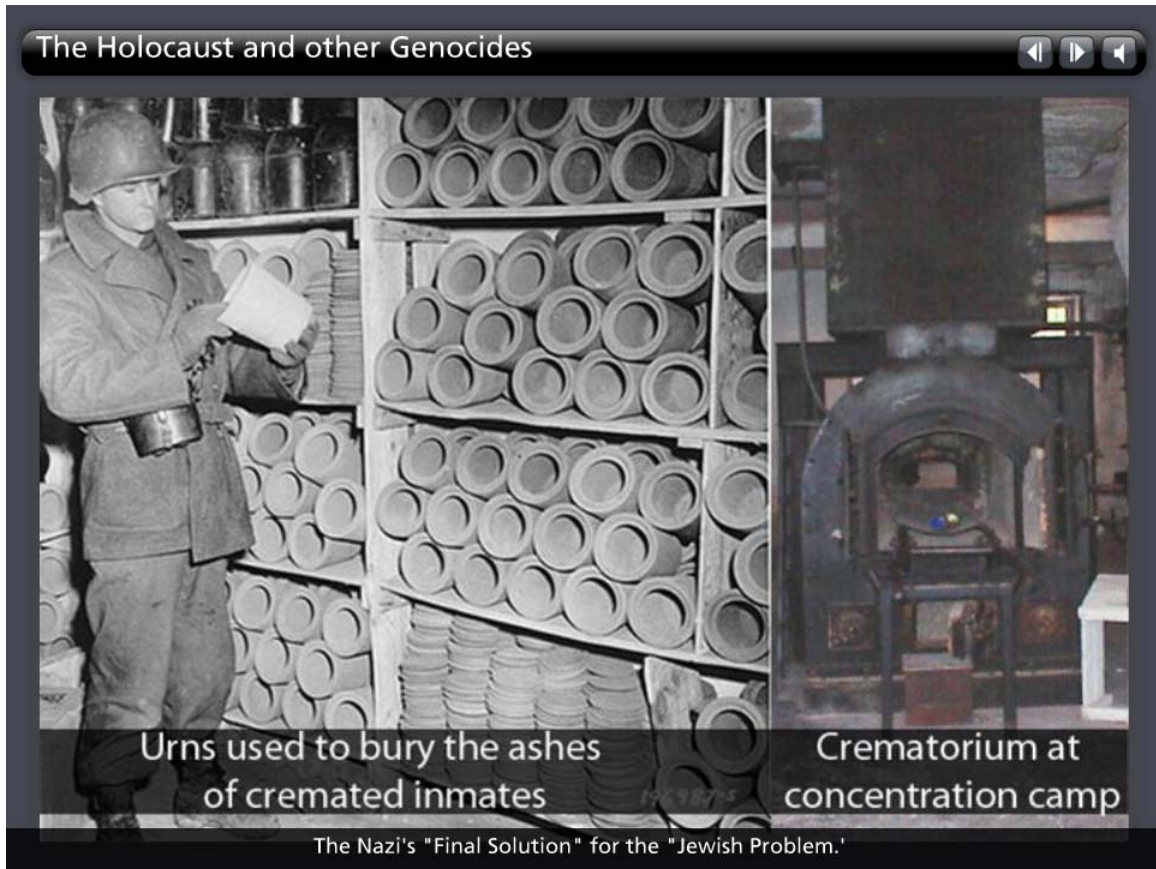 The Holocaust and other Genocides
Urns used to bury the ashes
of cremated inmates
Crematorium at
concentration camp
The Nazi's "Final Solution" for the "Jewish Problem.'